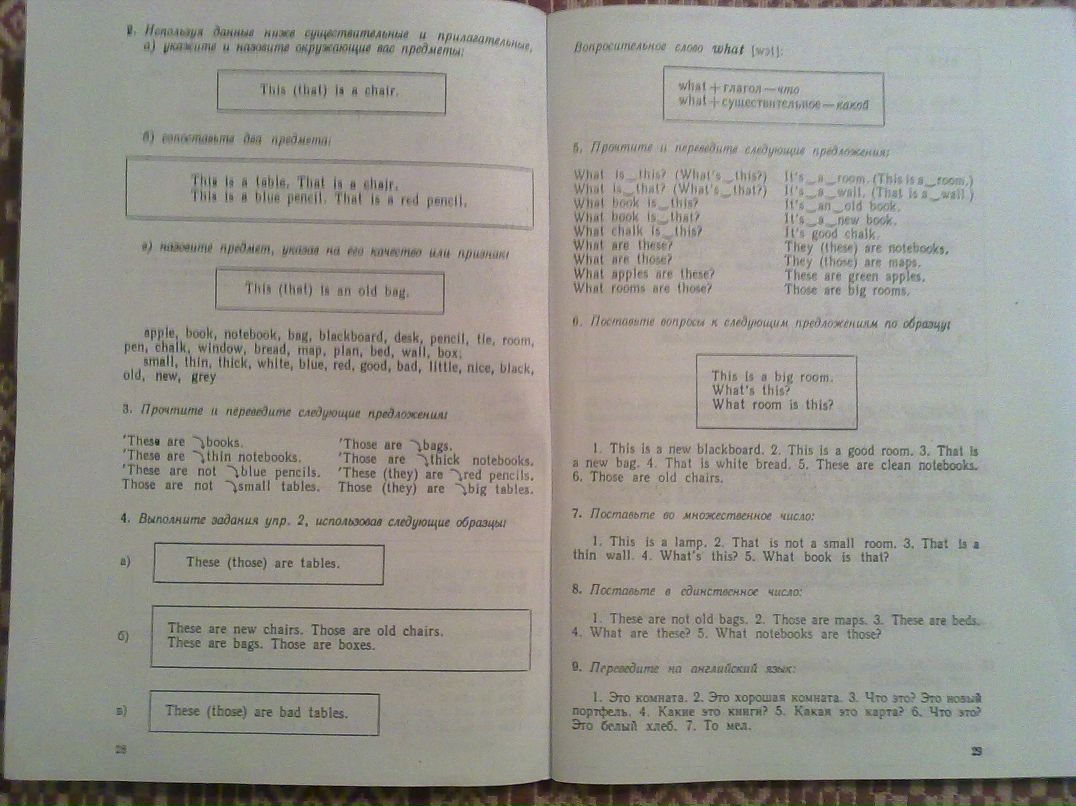 2. Используя данные ниже существительные и прилагательные,
а) укажите и назовите окружающие вас предметы:
This (that) is a chair.
б) сопоставьте два предмета:
This is a table. That is a chair.
This is a blue pencil. That is a red pencil.
в) назовите предмет, указав на его качество или признак:
This (that) is an old bag.
apple, book, notebook, bag, blackboard, desk, pencil, tie, room,
pen, chalk, window, bread, map, plan, bed, wall, box;
small, thin, thick, white, blue, red, good, bad, little, nice, black,
old, new, grey
3. Прочтите и переведите следующие предложения:
'These are ↘books.
'These are ↘thin notebooks.
'These are not ↘blue pencils.
Those are not ↘small tables.
'Those are ↘bags.
'Those are ↘thick notebooks.
'These (they) are ↘red pencils.
Those (they) are ↘big tables.
4. Выполните задания упр. 2, использовав следующие образцы:
а) These (those) are tables.
б) These are new chairs. Those are old chairs.
These are bags. Those are boxes.
в) These (those) are bad tables.
28
Вопросительное слово what [wɔt]:
what + глагол — что
what + существительное — какой
5. Прочтите и переведите следующие предложения:
What is‿this? (What's‿this?) It's‿a‿room. (This is a‿room.)
What is‿that? (What's‿that?) It's‿a‿wall. (That is a‿wall.)
What book is‿this? It's‿an‿old book.
What book is‿that? It's‿a‿new book.
What chalk is‿this? It's good chalk.
What are these? They (these) are notebooks.
What are those? They (those) are maps.
What apples are these? These are green apples.
What rooms are those? Those are big rooms.
6. Поставьте вопросы к следующим предложениям по образцу:
This is a big room.
What's this?
What room is this?
1. This is a new blackboard. 2. This is a good room. 3. That is
a new bag. 4. That is white bread. 5. These are clean notebooks.
6. Those are old chairs.
7. Поставьте во множественное число:
1. This is a lamp. 2. That is not a small room. 3. That is a
thin wall. 4. What's this? 5. What book is that?
8. Поставьте в единственное число:
1. These are not old bags. 2. Those are maps. 3. These are beds.
4. What are these? 5. What notebooks are those?
9. Переведите на английский язык:
1. Это комната. 2. Это хорошая комната. 3. Что это? Это новый
портфель. 4. Какие это книги? 5. Какая это карта? 6. Что это?
Это белый хлеб. 7. То мел.
29